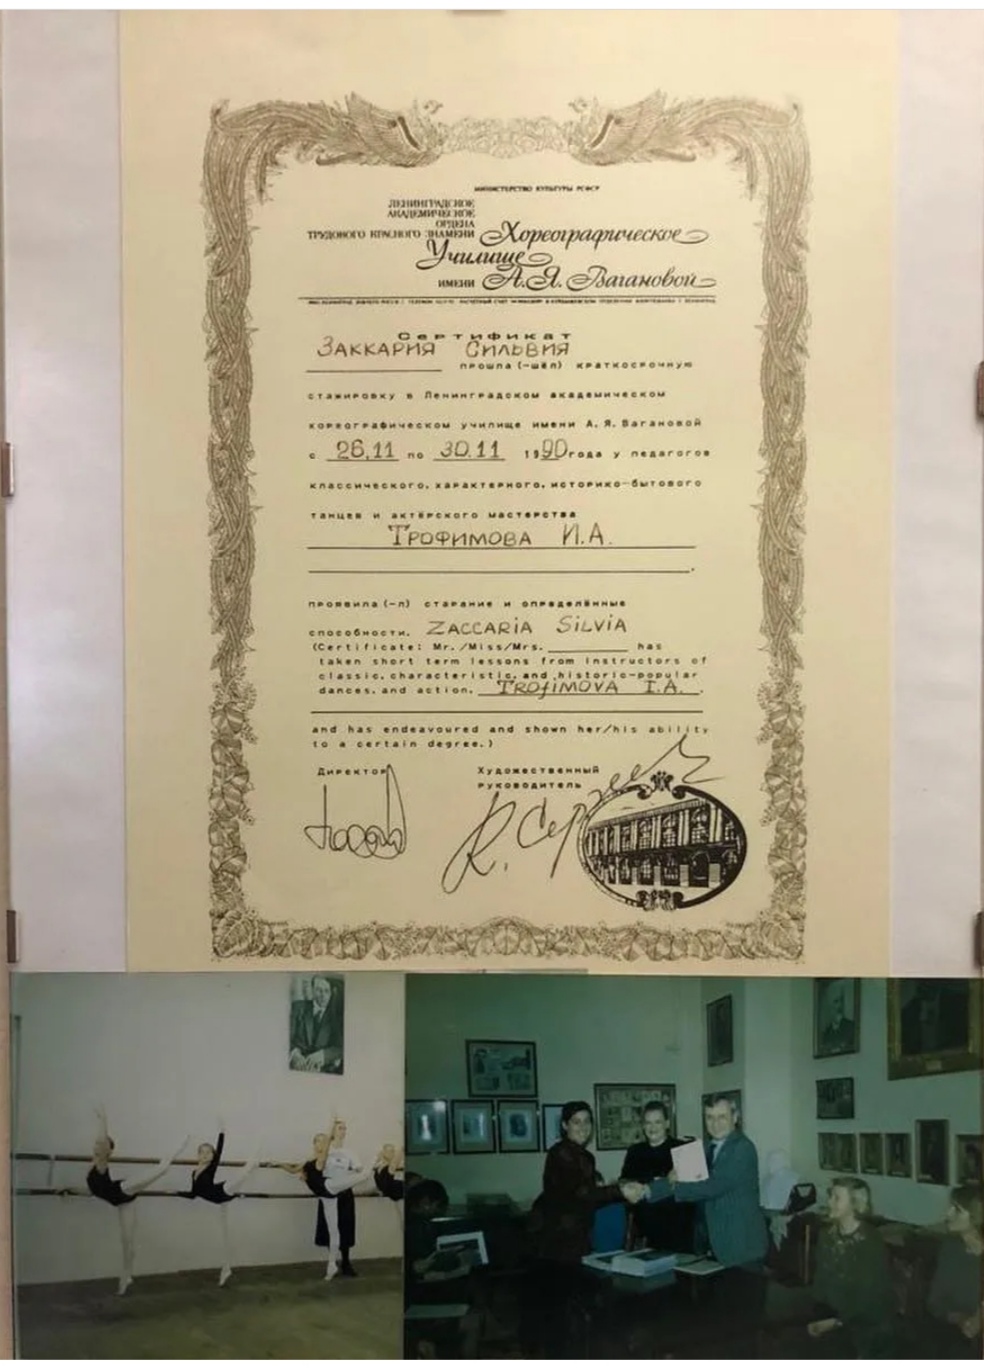 МИНИСТЕРСТВО КУЛЬТУРЫ РСФСР
ЛЕНИНГРАДСКОЕ
АКАДЕМИЧЕСКОЕ
ОРДЕНА
ТРУДОВОГО КРАСНОГО ЗНАМЕНИ Хореографическое
Училище
ИМЕНИ А.Я. Вагановой
Сертификат
ЗАККАРИЯ СИЛЬВИЯ
прошла (-шёл) краткосрочную
стажировку в Ленинградском академическом
хореографическом училище имени А.Я.Вагановой
с 26.11 по 30.11 1990 года у педагогов
классического, характерного, историко-бытового
танцев и актёрского мастерства
ТРОФИМОВА И.А.
проявила (-л) старание и определённые
способности. ZACCARIA SILVIA
(Certificate: Mr./Miss/Mrs. has
taken short term lessons from instructors of
classic, characteristic, and historic-popular
dances, and action. TROfiMOVA I.A.
and has endeavoured and shown her/his ability
to a certain degree.)
Директор Художественный
руководитель